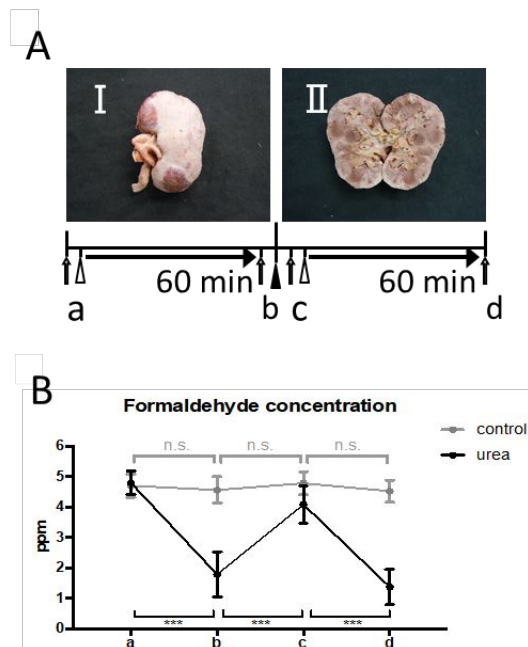 A
I II
60 min 60 min
a b c d
B
Formaldehyde concentration
control
urea
n.s. n.s. n.s.
6
5
4
3
2
1
0
ppm
*** *** ***
a b c d